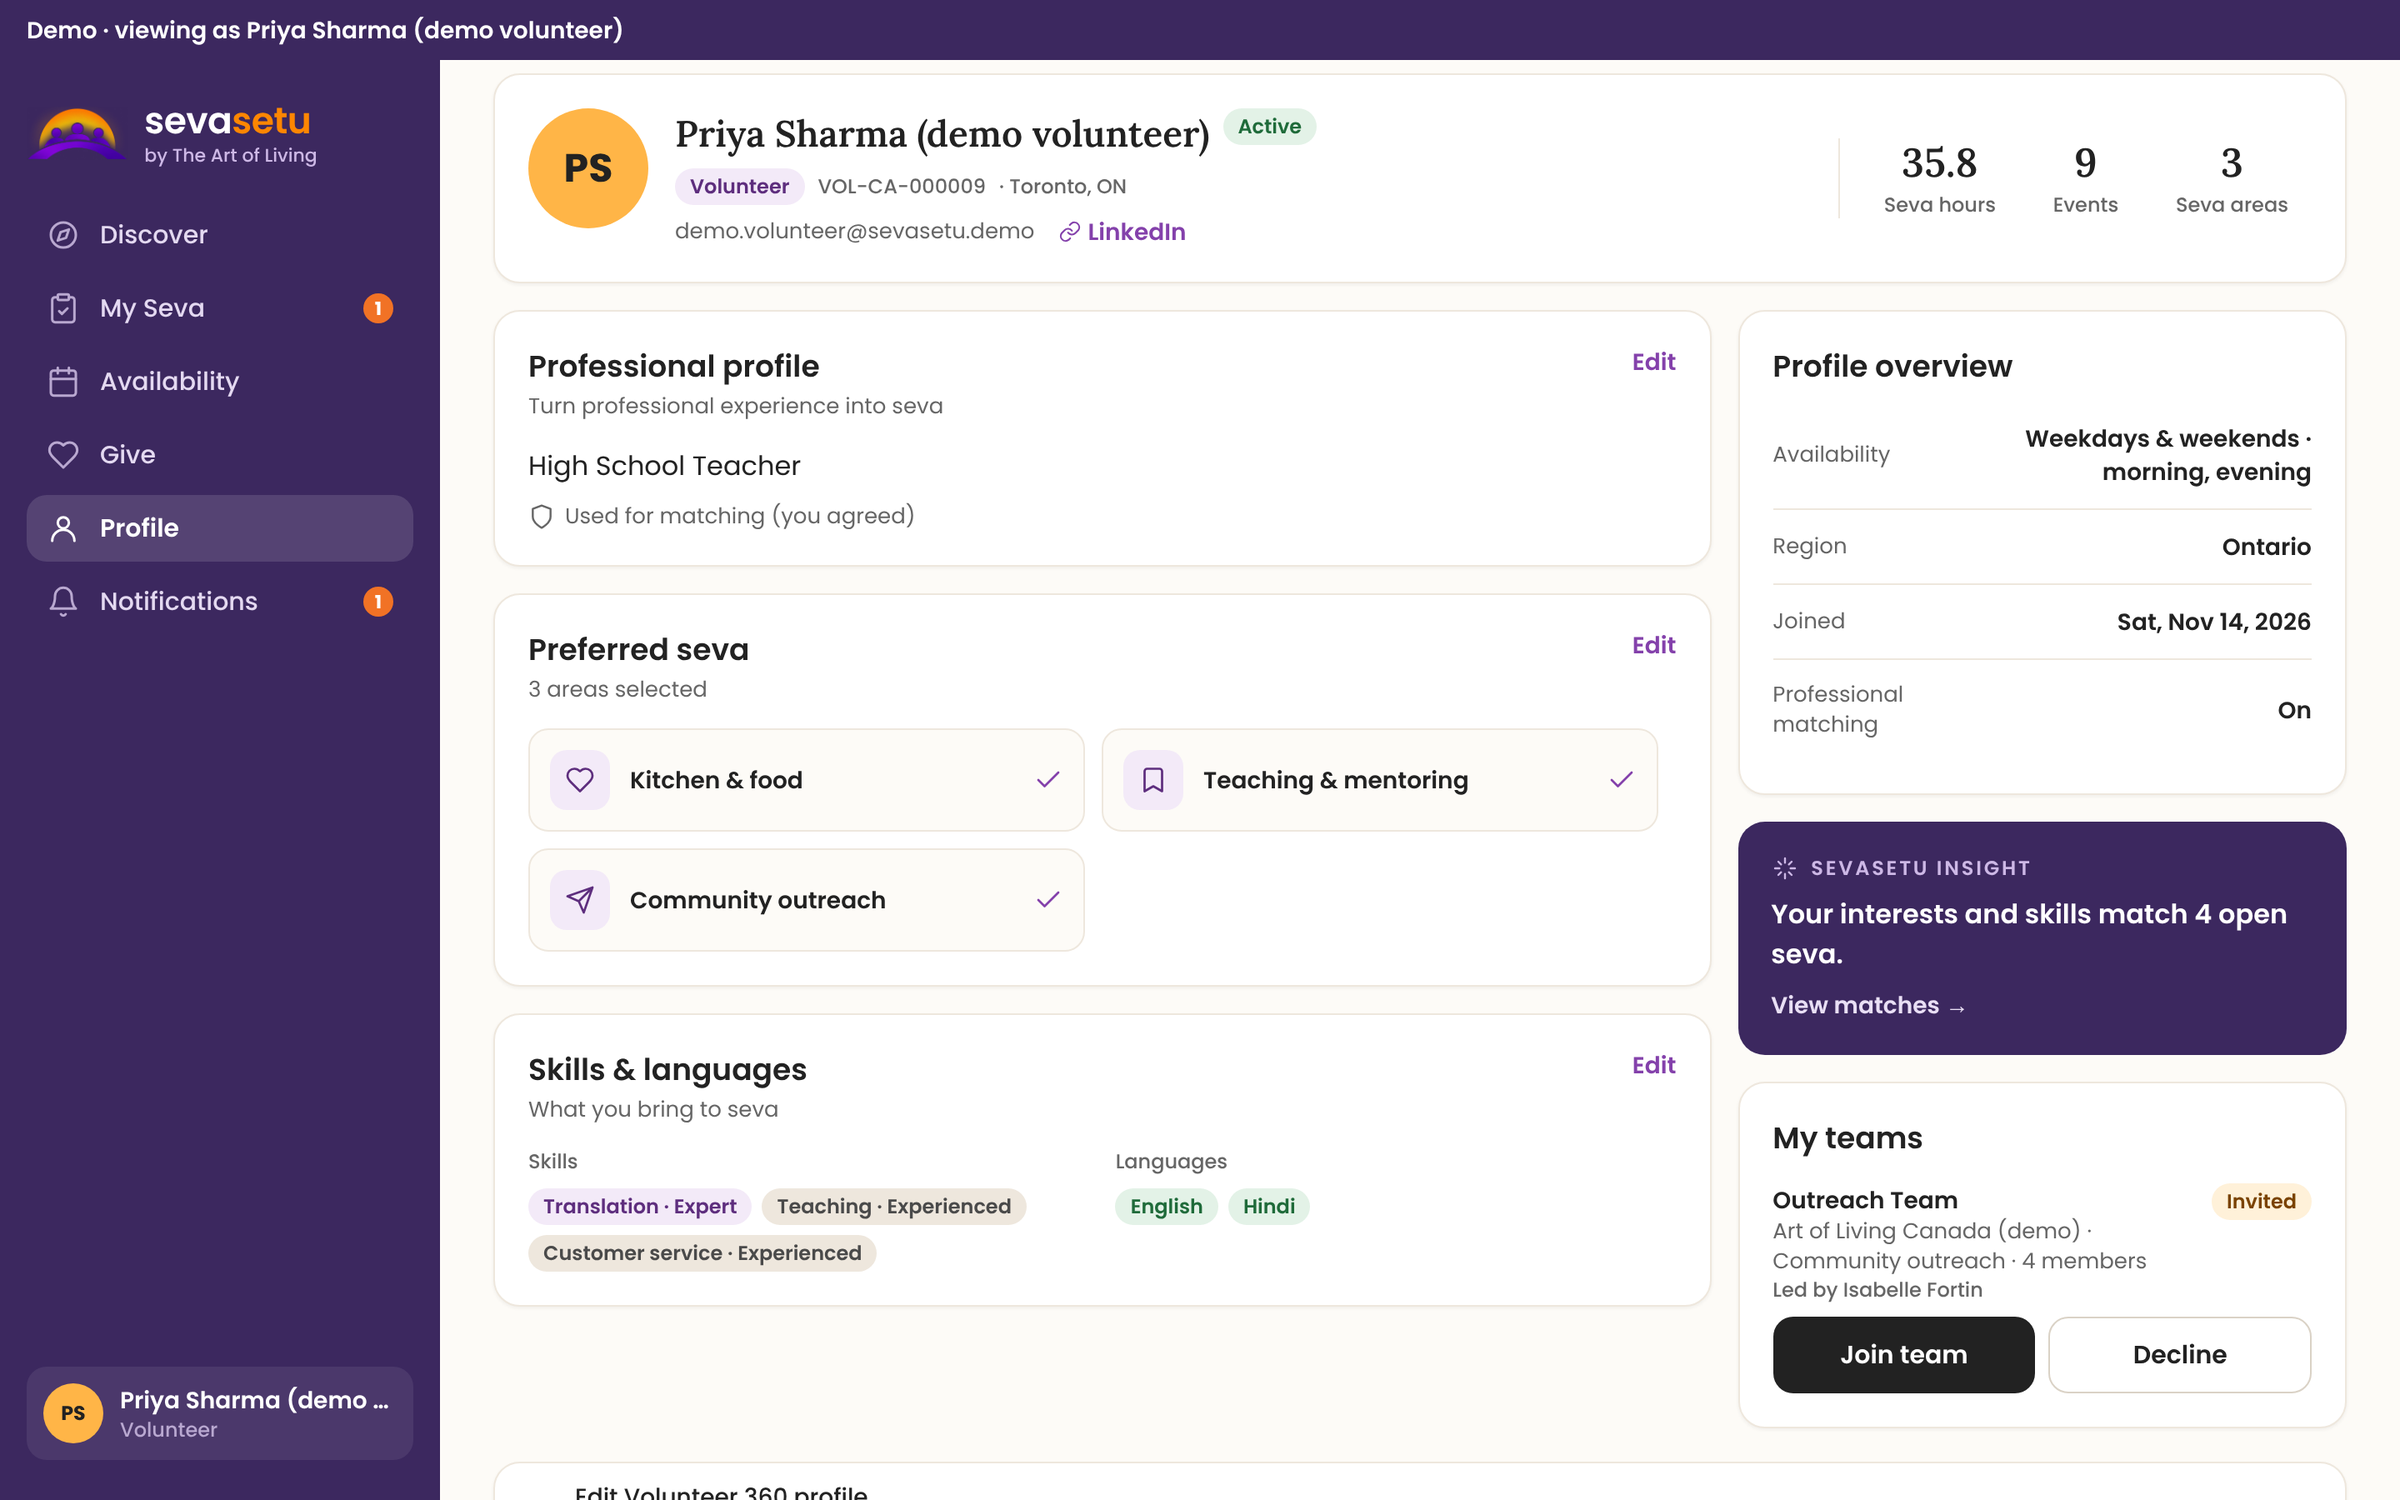 Demo · viewing as Priya Sharma (demo volunteer)
sevasetu
by The Art of Living
Discover
My Seva
1
Availability
Give
Profile
Notifications
1
PS
Priya Sharma (demo ...
Volunteer
PS
Priya Sharma (demo volunteer)
Active
Volunteer
VOL-CA-000009 · Toronto, ON
demo.volunteer@sevasetu.demo
LinkedIn
35.8
Seva hours
9
Events
3
Seva areas
Professional profile
Edit
Turn professional experience into seva
High School Teacher
Used for matching (you agreed)
Preferred seva
Edit
3 areas selected
Kitchen & food
Teaching & mentoring
Community outreach
Skills & languages
Edit
What you bring to seva
Skills
Translation · Expert
Teaching · Experienced
Customer service · Experienced
Languages
English
Hindi
Profile overview
Availability
Weekdays & weekends ·
morning, evening
Region
Ontario
Joined
Sat, Nov 14, 2026
Professional
matching
On
SEVASETU INSIGHT
Your interests and skills match 4 open
seva.
View matches →
My teams
Outreach Team
Invited
Art of Living Canada (demo) ·
Community outreach · 4 members
Led by Isabelle Fortin
Join team
Decline
Edit Volunteer 360 profile